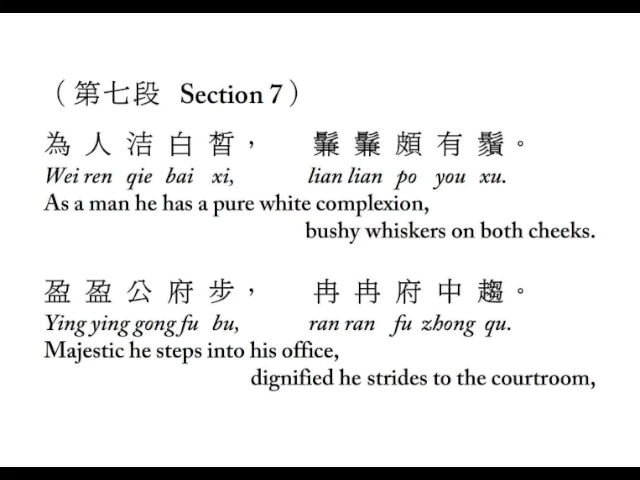 （第七段 Section 7）
為人洁白皙，鬑鬑頗有鬚。
Wei ren qie bai xi, lian lian po you xu.
As a man he has a pure white complexion,
bushy whiskers on both cheeks.
盈盈公府步，冉冉府中趨。
Ying ying gong fu bu, ran ran fu zhong qu.
Majestic he steps into his office,
dignified he strides to the courtroom,